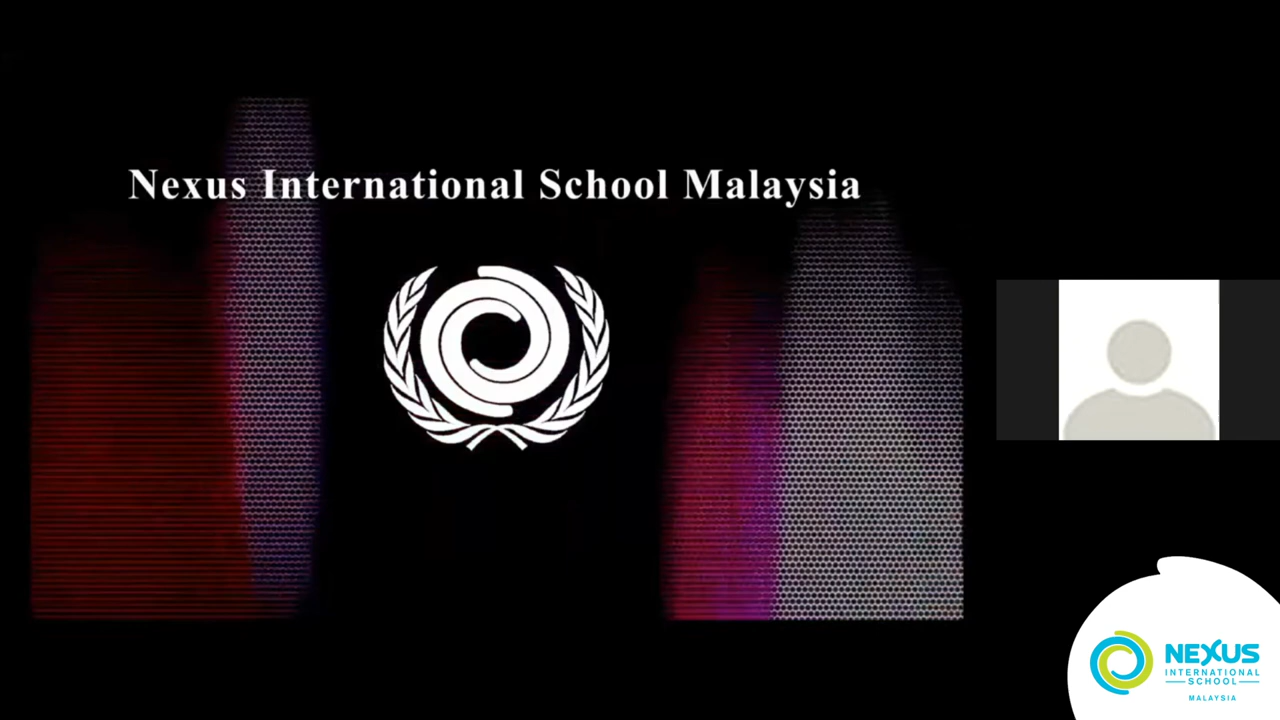 Nexus International School Malaysia
NEXUS
INTERNATIONAL
SCHOOL
MALAYSIA